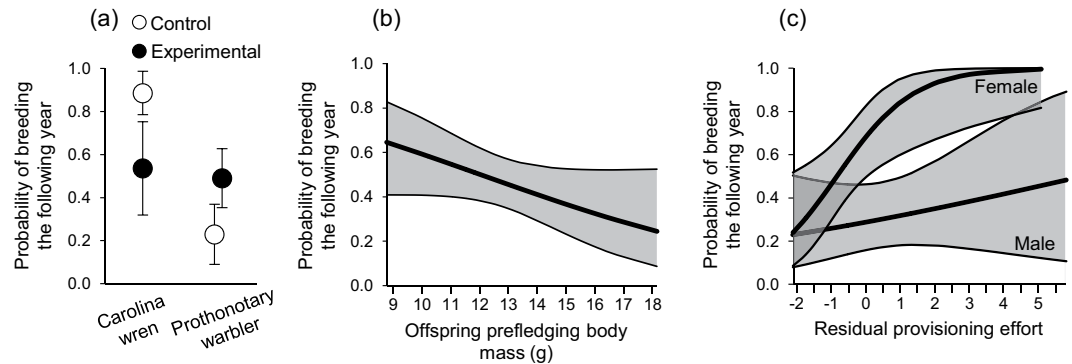 (a)
Control
Experimental
Probability of breeding
the following year
1.0
0.8
0.6
0.4
0.2
0.0
Carolina
wren
Prothonotary
warbler
(b)
Probability of breeding
the following year
1.0
0.8
0.6
0.4
0.2
0.0
9 10 11 12 13 14 15 16 17 18
Offspring prefledging body
mass (g)
(c)
Probability of breeding
the following year
1.0
0.8
0.6
0.4
0.2
0.0
Female
Male
-2 -1 0 1 2 3 4 5
Residual provisioning effort